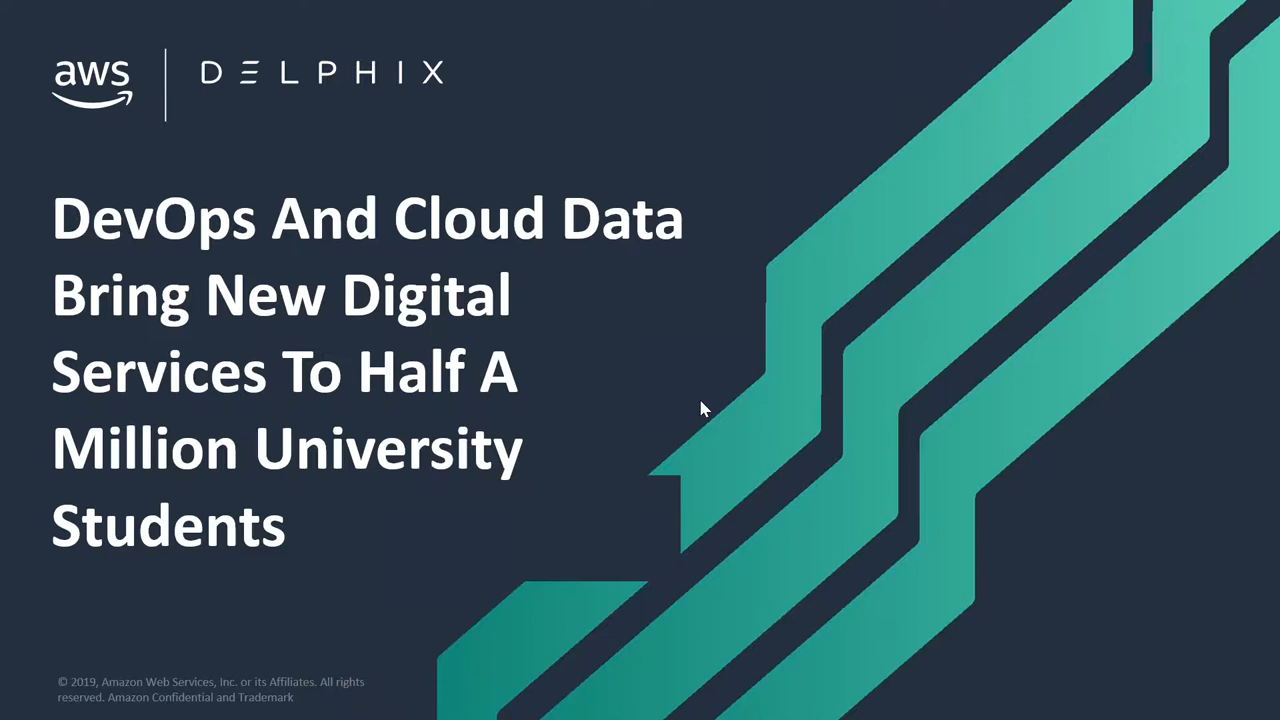 aws
DELPHIX
DevOps And Cloud Data
Bring New Digital
Services To Half A
Million University
Students
© 2019, Amazon Web Services, Inc. or its Affiliates. All rights
reserved. Amazon Confidential and Trademark